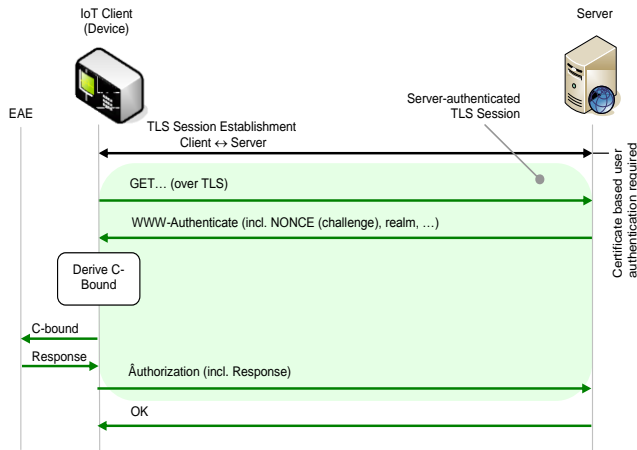 IoT Client
(Device)
Server
EAE
Server-authenticated
TLS Session
TLS Session Establishment
Client ↔ Server
Certificate based user
authentication required
GET… (over TLS)
WWW-Authenticate (incl. NONCE (challenge), realm, …)
Derive C-
Bound
C-bound
Response
Âuthorization (incl. Response)
OK